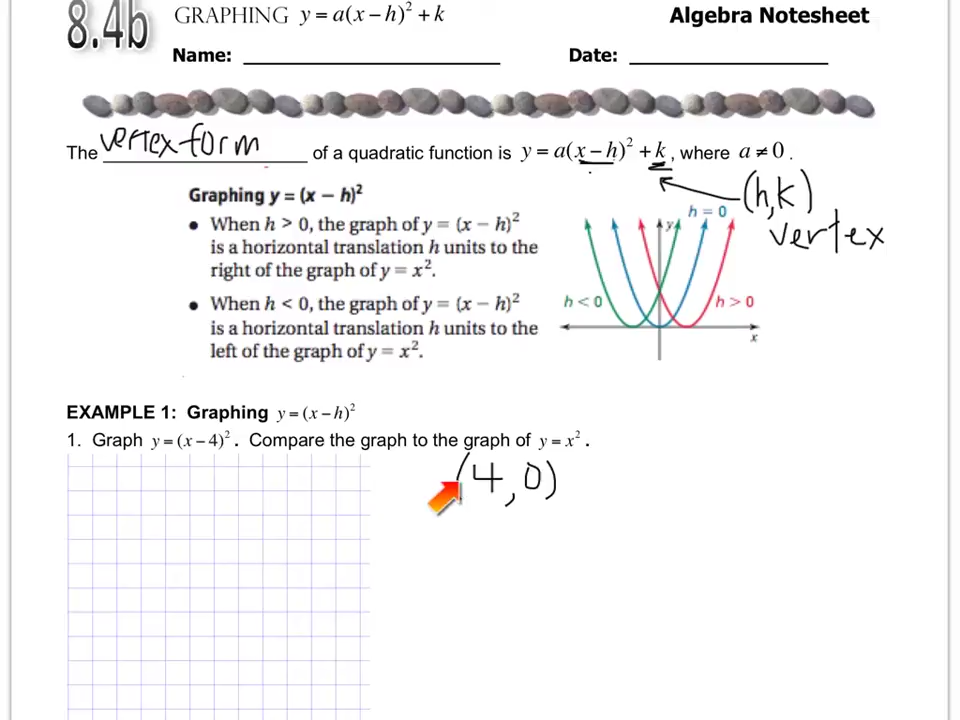 8.4b GRAPHING y = a(x – h)² + k Algebra Notesheet
Name: ____________ Date: ____________
The vertex form of a quadratic function is y = a(x – h)² + k, where a ≠ 0.
(h,k)
vertex
Graphing y = (x – h)²
• When h > 0, the graph of y = (x – h)²
is a horizontal translation h units to the
right of the graph of y = x².
• When h < 0, the graph of y = (x – h)²
is a horizontal translation h units to the
left of the graph of y = x².
h = 0
y
h < 0
h > 0
x
EXAMPLE 1: Graphing y = (x – h)²
1. Graph y = (x – 4)². Compare the graph to the graph of y = x².
(4,0)